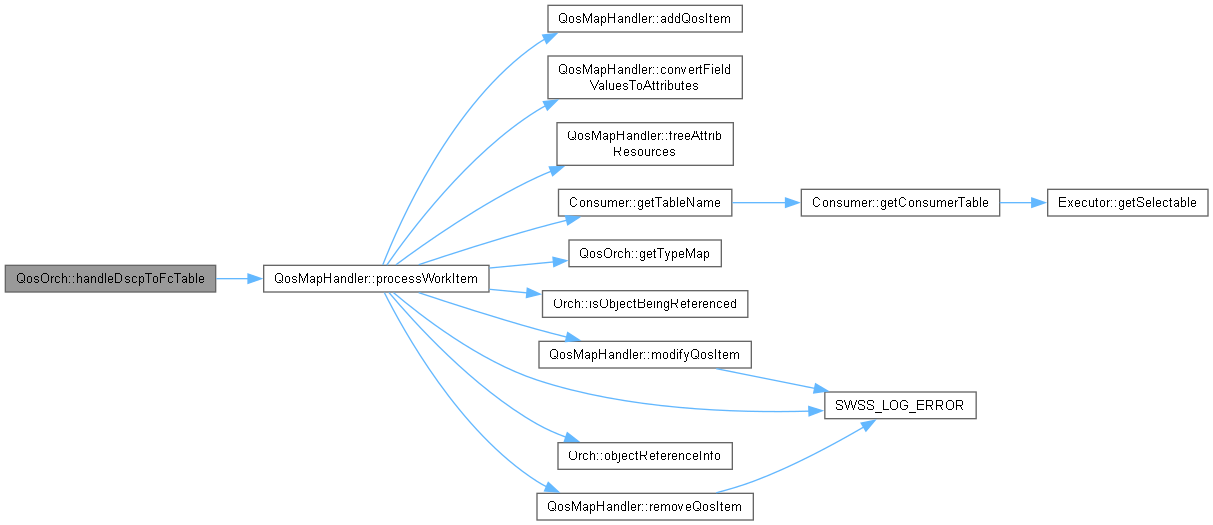 QosMapHandler::addQosItem
QosMapHandler::convertField
ValuesToAttributes
QosMapHandler::freeAttrib
Resources
Consumer::getTableName
Consumer::getConsumerTable
Executor::getSelectable
QosOrch::getTypeMap
QosOrch::handleDscpToFcTable
QosMapHandler::processWorkItem
Orch::isObjectBeingReferenced
QosMapHandler::modifyQosItem
SWSS_LOG_ERROR
Orch::objectReferenceInfo
QosMapHandler::removeQosItem